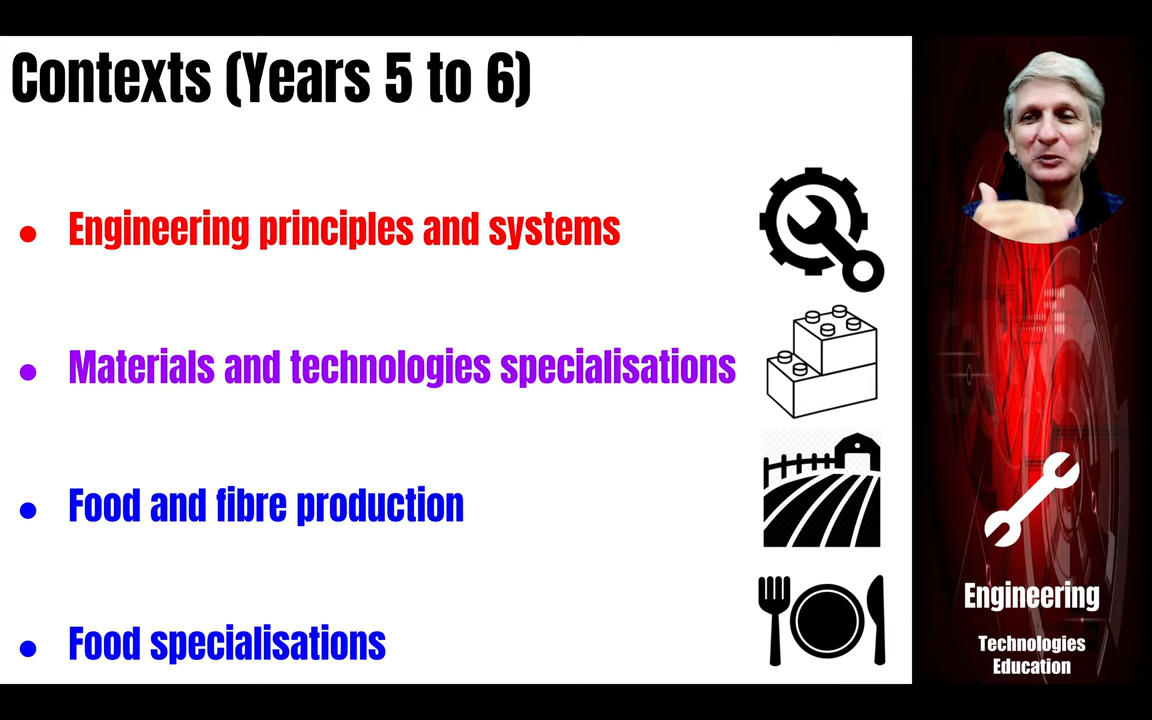 Contexts (Years 5 to 6)
• Engineering principles and systems
• Materials and technologies specialisations
• Food and fibre production
• Food specialisations
Engineering
Technologies
Education